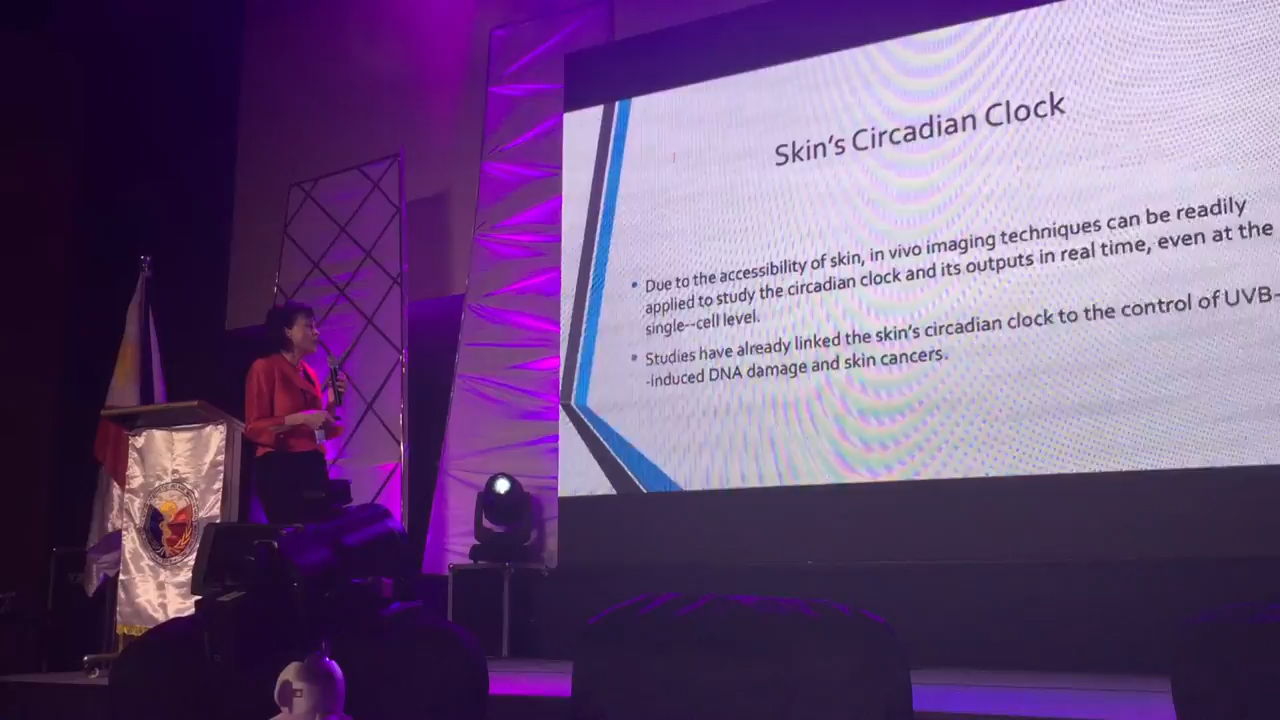 Skin's Circadian Clock
• Due to the accessibility of skin, in vivo imaging techniques can be readily
applied to study the circadian clock and its outputs in real time, even at the
single--cell level.
• Studies have already linked the skin's circadian clock to the control of UVB-
-induced DNA damage and skin cancers.